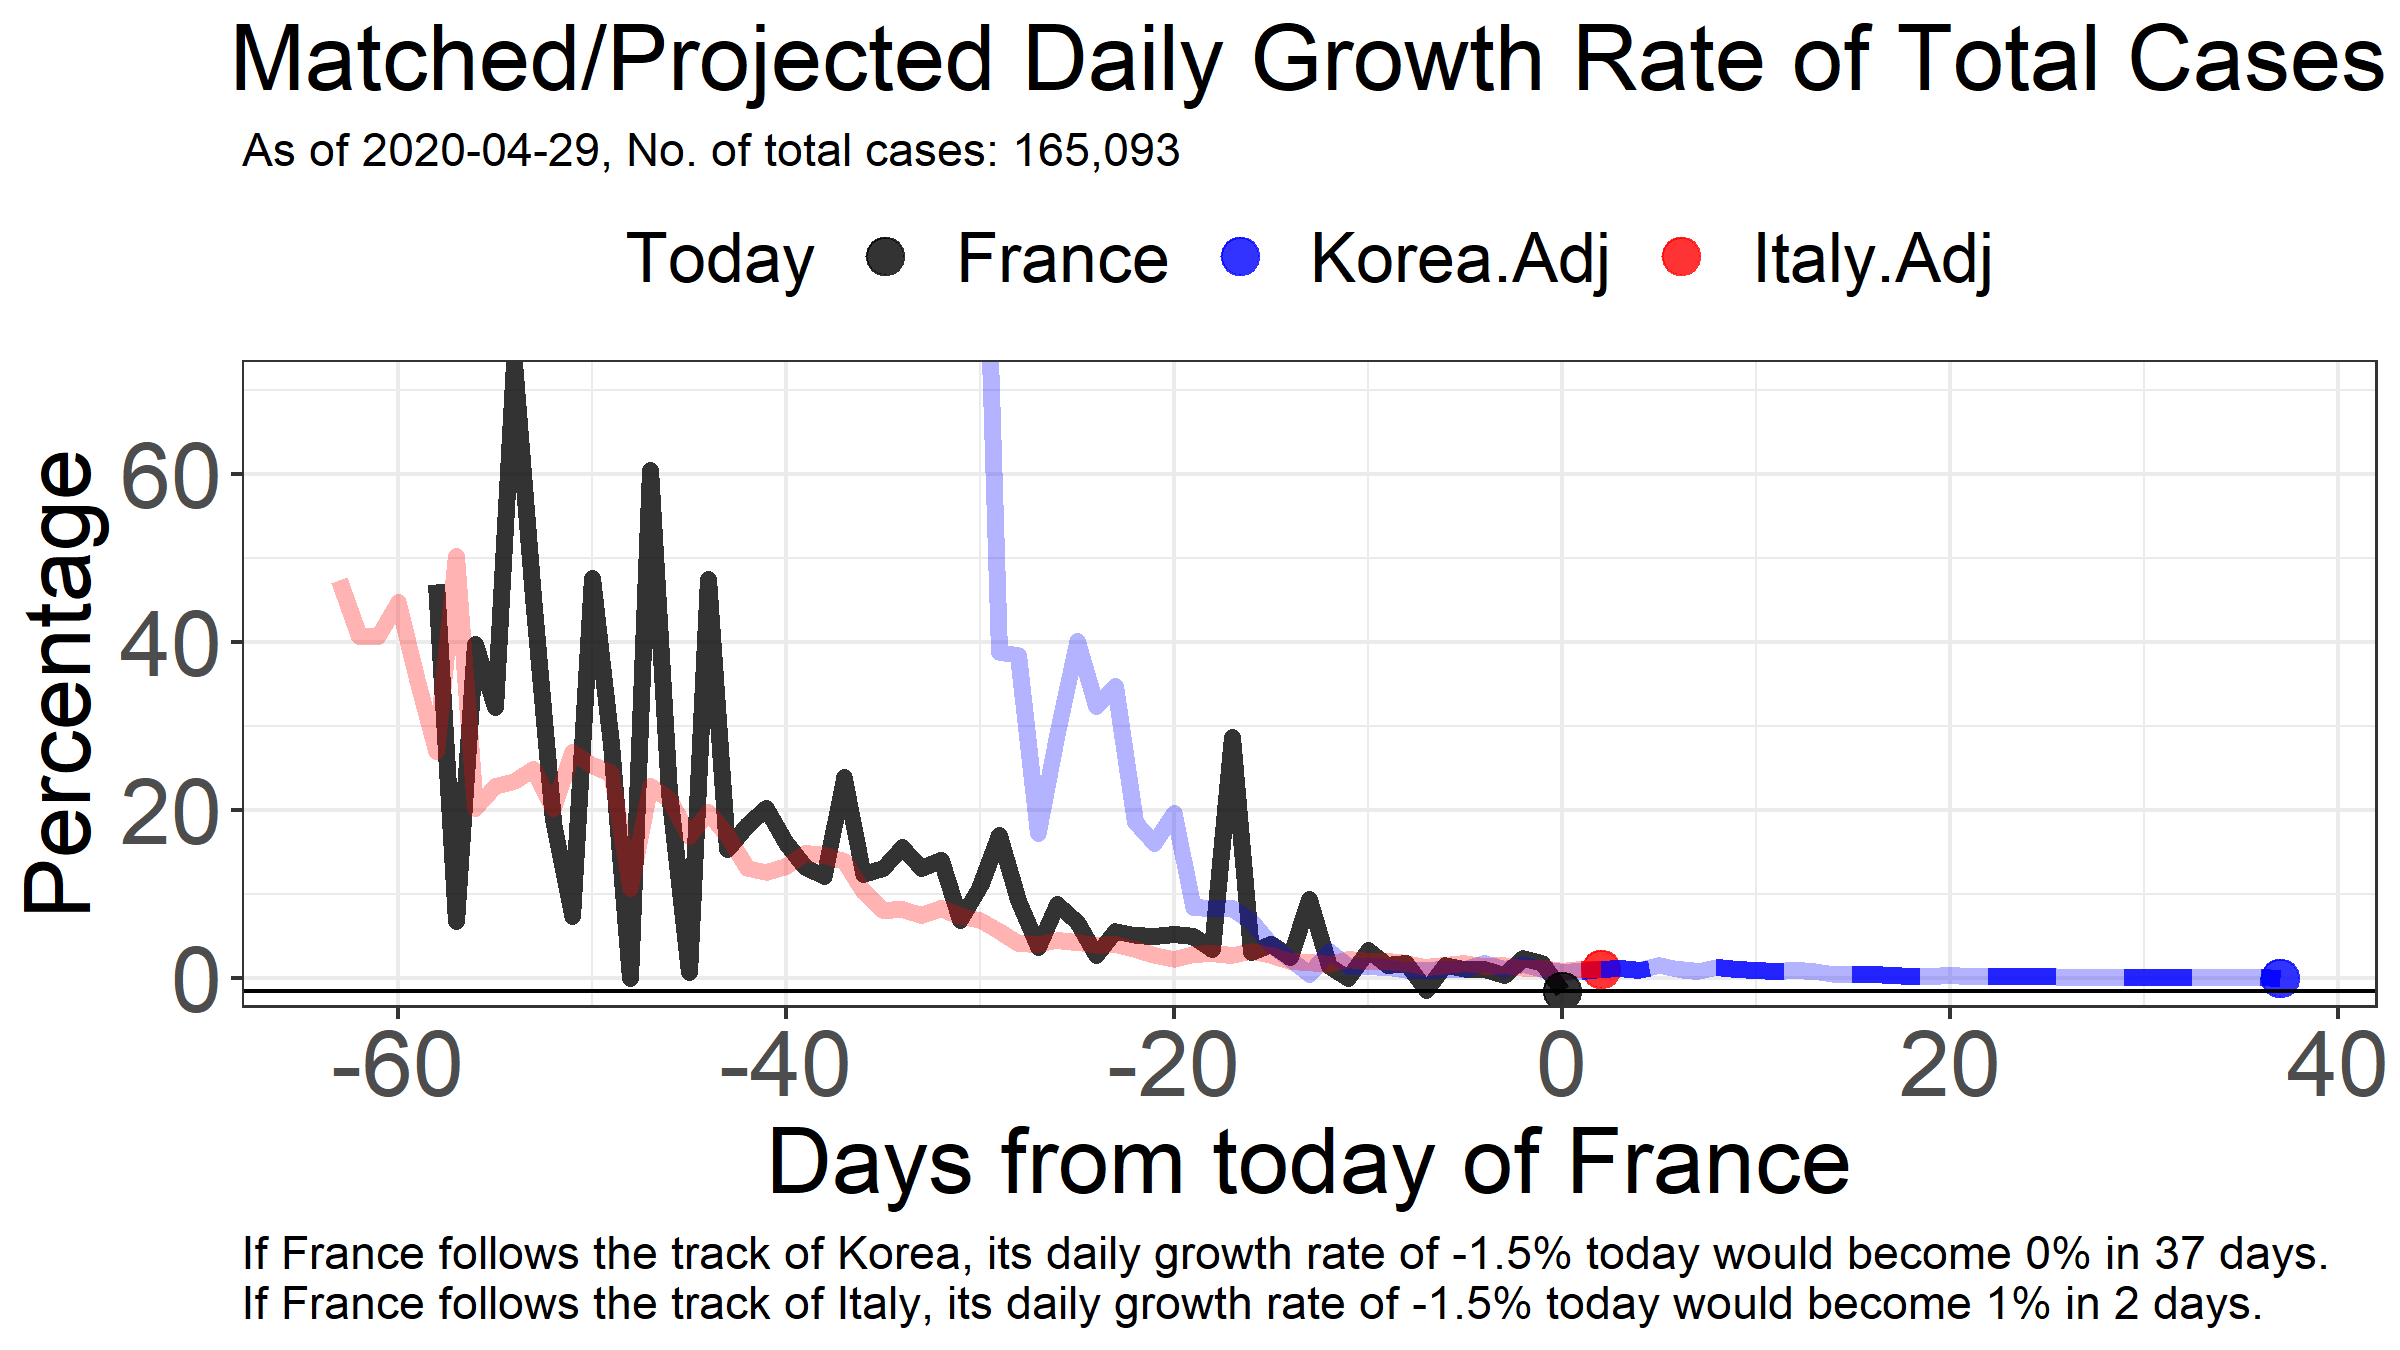 Matched/Projected Daily Growth Rate of Total Cases
As of 2020-04-29, No. of total cases: 165,093
Today France Korea.Adj Italy.Adj
Percentage
60
40
20
0
-60 -40 -20 0 20 40
Days from today of France
If France follows the track of Korea, its daily growth rate of -1.5% today would become 0% in 37 days.
If France follows the track of Italy, its daily growth rate of -1.5% today would become 1% in 2 days.